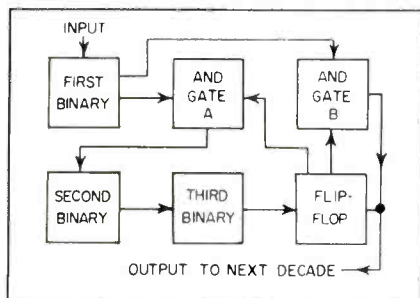 INPUT
FIRST
BINARY
AND
GATE
A
AND
GATE
B
SECOND
BINARY
THIRD
BINARY
FLIP-
FLOP
OUTPUT TO NEXT DECADE